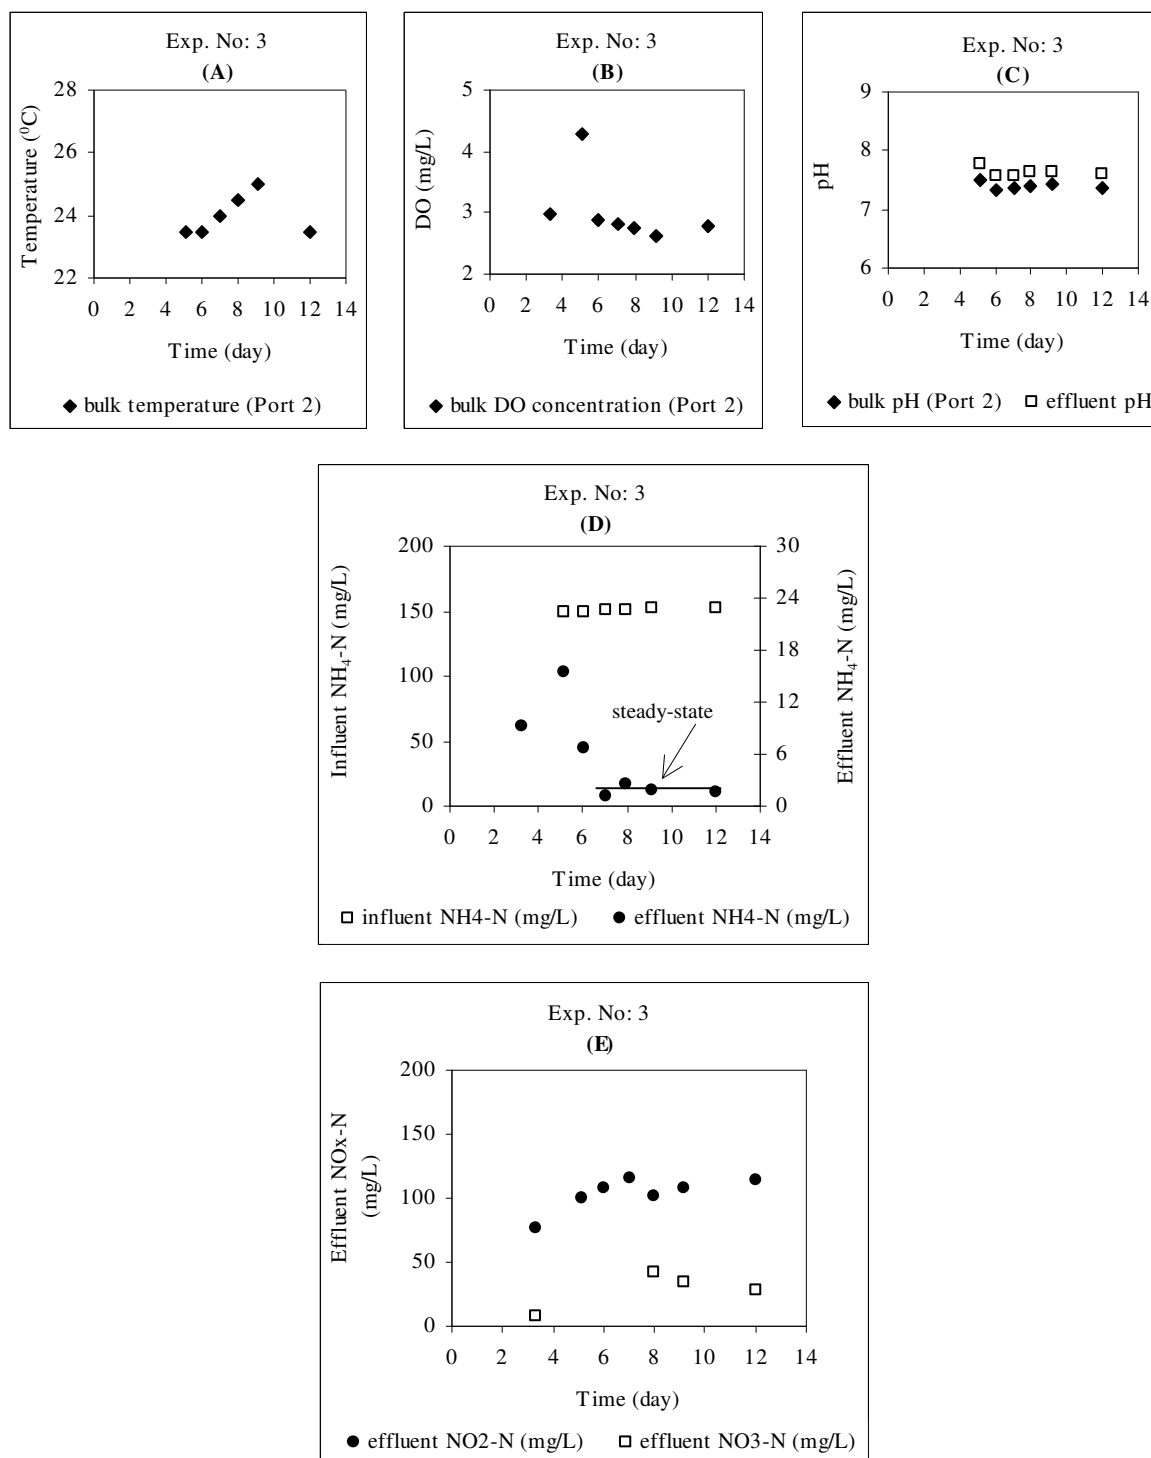 Exp. No: 3
(A)
Temperature (⁰C)
28
26
24
22
0 2 4 6 8 10 12 14
Time (day)
◆ bulk temperature (Port 2)
Exp. No: 3
(B)
DO (mg/L)
5
4
3
2
0 2 4 6 8 10 12 14
Time (day)
◆ bulk DO concentration (Port 2)
Exp. No: 3
(C)
pH
9
8
7
6
0 2 4 6 8 10 12 14
Time (day)
◆ bulk pH (Port 2) □ effluent pH
Exp. No: 3
(D)
Influent NH₄-N (mg/L)
200
150
100
50
0
steady-state
30
24
18
12
6
0
Effluent NH₄-N (mg/L)
0 2 4 6 8 10 12 14
Time (day)
□ influent NH4-N (mg/L) ● effluent NH4-N (mg/L)
Exp. No: 3
(E)
Effluent NOx-N
(mg/L)
200
150
100
50
0
0 2 4 6 8 10 12 14
Time (day)
● effluent NO2-N (mg/L) □ effluent NO3-N (mg/L)